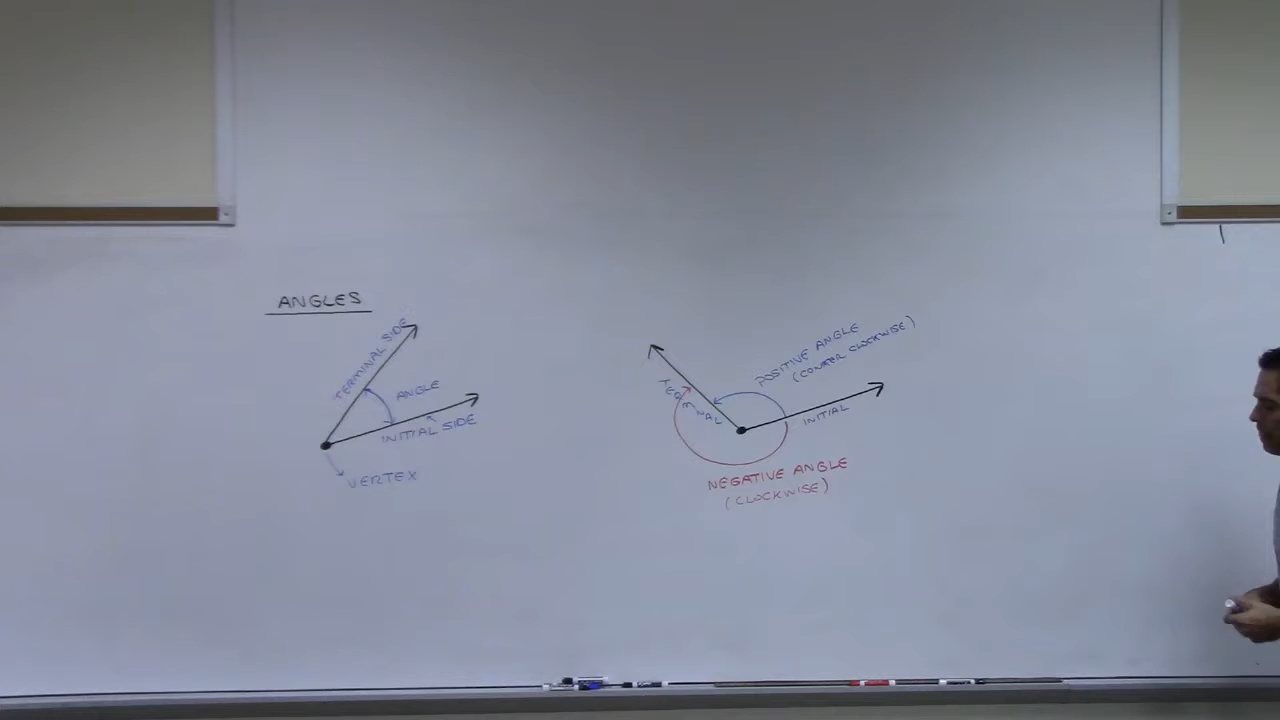 ANGLES
TERMINAL SIDE
ANGLE
INITIAL SIDE
VERTEX
TERMINAL
POSITIVE ANGLE
(COUNTER CLOCKWISE)
INITIAL
NEGATIVE ANGLE
(CLOCKWISE)